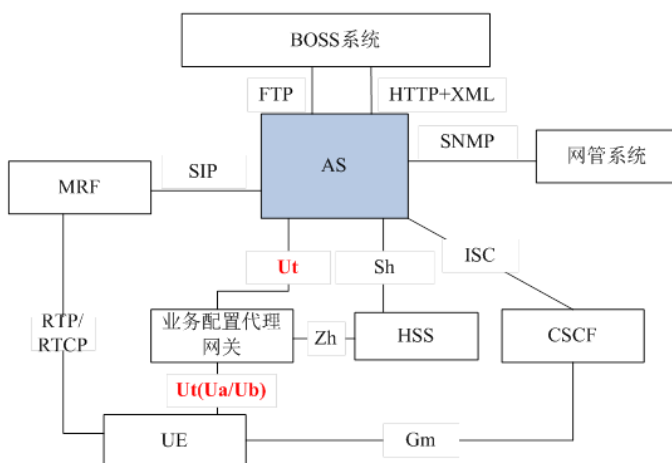 BOSS系统
FTP
HTTP+XML
AS
SNMP
网管系统
MRF
SIP
ISC
Ut
Sh
RTP/
RTCP
业务配置代理
网关
Zh
HSS
CSCF
Ut(Ua/Ub)
UE
Gm